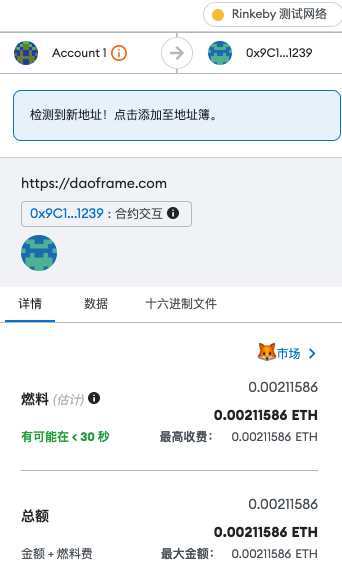 Rinkeby 测试网络
Account 1 0x9C1...1239
检测到新地址！点击添加至地址簿。
https://daoframe.com
0x9C1...1239 : 合约交互
详情 数据 十六进制文件
市场
0.00211586
燃料 (估计) 0.00211586 ETH
有可能在 < 30 秒 最高收费: 0.00211586 ETH
0.00211586
总额 0.00211586 ETH
金额 + 燃料费 最大金额: 0.00211586 ETH